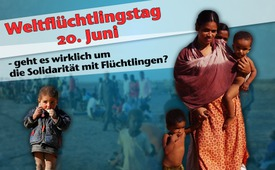 Weltflüchtlingstag
20. Juni
- geht es wirklich um
die Solidarität mit Flüchtlingen?